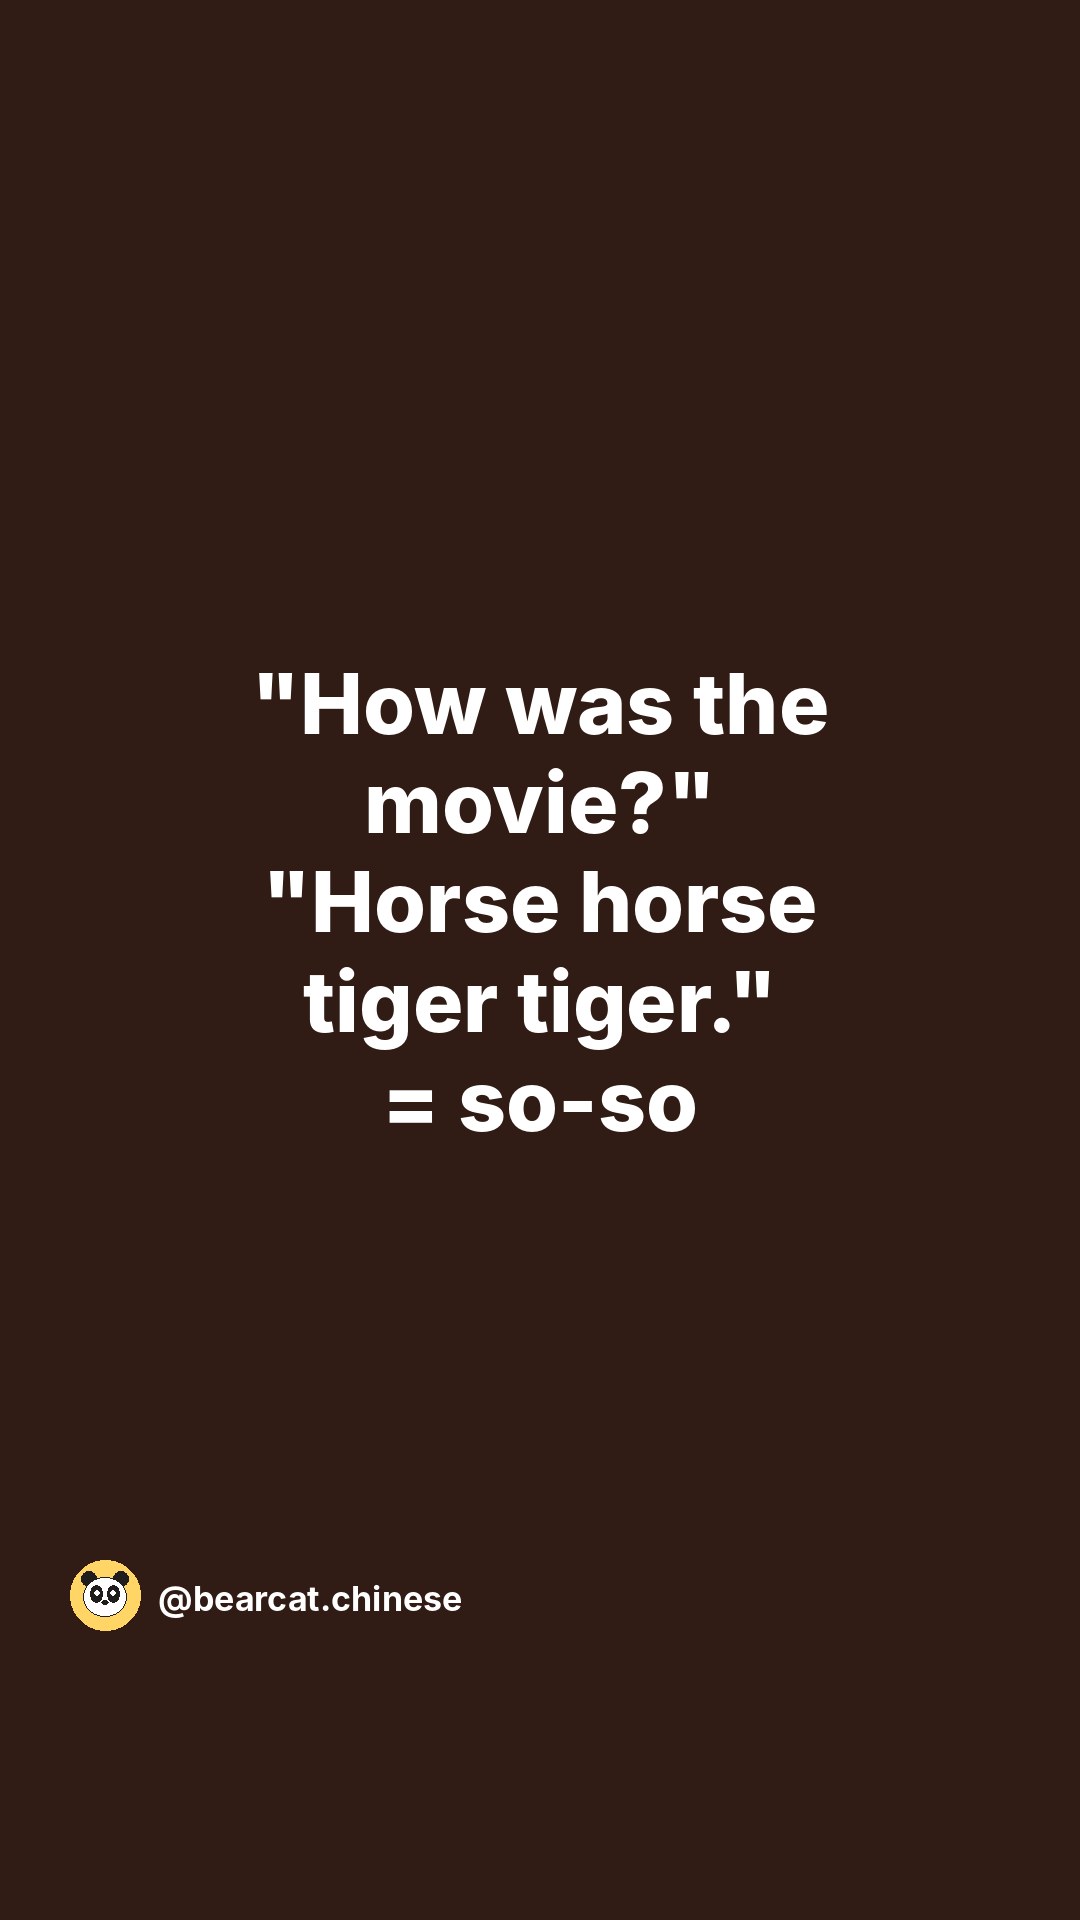 "How was the
movie?"
"Horse horse
tiger tiger."
= so-so
@bearcat.chinese